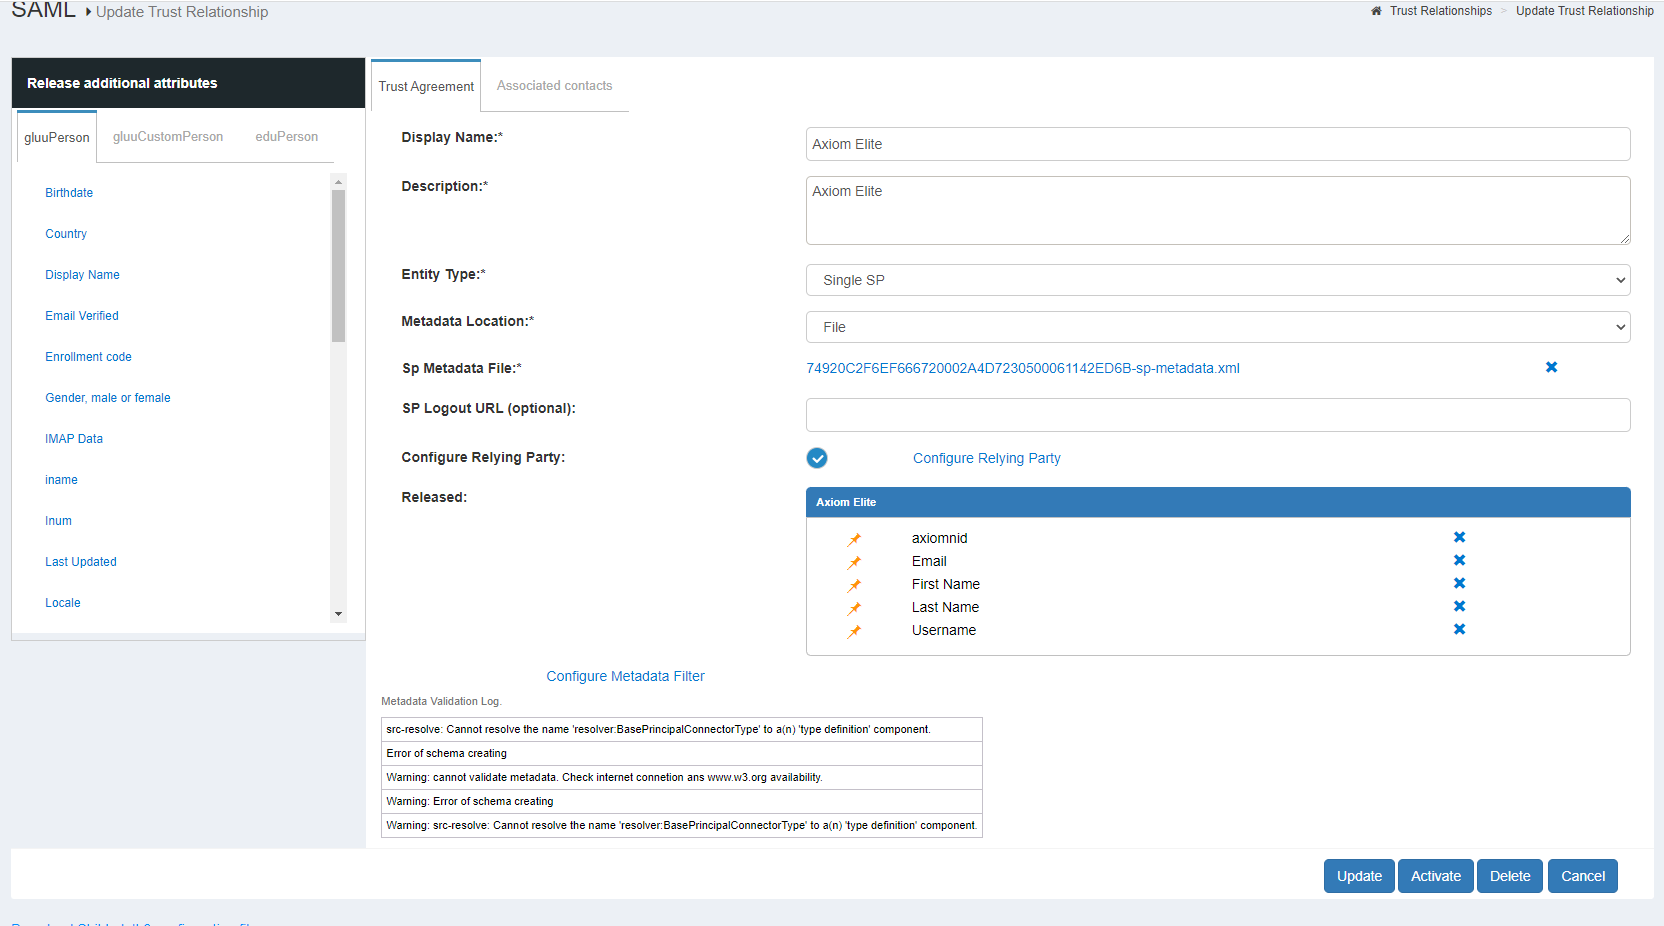 SAML Update Trust Relationship
Trust Relationships > Update Trust Relationship
Release additional attributes
gluuPerson gluuCustomPerson eduPerson
Birthdate
Country
Display Name
Email Verified
Enrollment code
Gender, male or female
IMAP Data
iname
Inum
Last Updated
Locale
Trust Agreement Associated contacts
Display Name:* Axiom Elite
Description:* Axiom Elite
Entity Type:* Single SP
Metadata Location:* File
Sp Metadata File:* 74920C2F6EF666720002A4D7230500061142ED6B-sp-metadata.xml
SP Logout URL (optional):
Configure Relying Party: Configure Relying Party
Released:
Axiom Elite
axiomnid
Email
First Name
Last Name
Username
Configure Metadata Filter
Metadata Validation Log.
src-resolve: Cannot resolve the name 'resolver:BasePrincipalConnectorType' to a(n) 'type definition' component.
Error of schema creating
Warning: cannot validate metadata. Check internet connetion ans www.w3.org availability.
Warning: Error of schema creating
Warning: src-resolve: Cannot resolve the name 'resolver:BasePrincipalConnectorType' to a(n) 'type definition' component.
Update Activate Delete Cancel